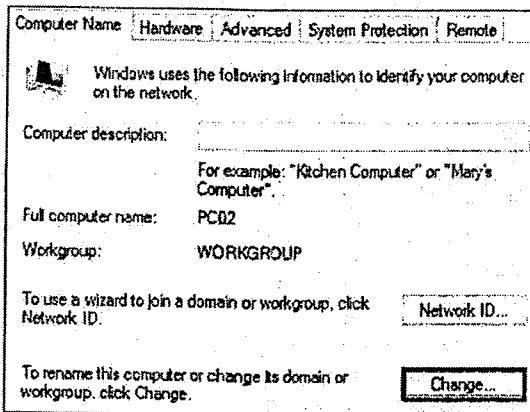 Computer Name Hardware Advanced System Protection Remote
Windows uses the following information to identify your computer
on the network.
Computer description:
For example: "Kitchen Computer" or "Mary's
Computer".
Full computer name: PC02
Workgroup: WORKGROUP
To use a wizard to join a domain or workgroup, click
Network ID.
Network ID...
To rename this computer or change its domain or
workgroup, click Change.
Change...